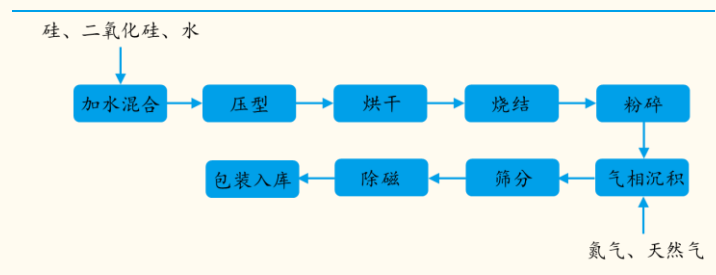 硅、二氧化硅、水
加水混合
压型
烘干
烧结
粉碎
气相沉积
筛分
除磁
包装入库
氮气、天然气